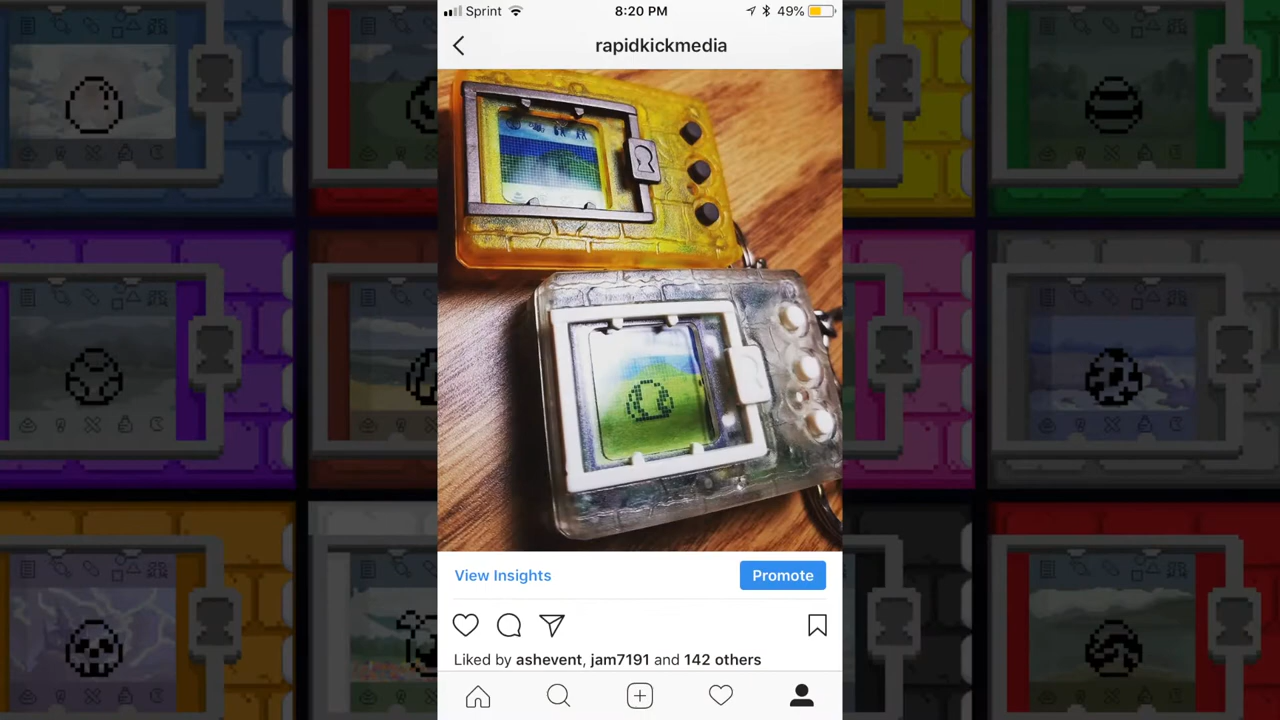 Sprint 8:20 PM 49%
rapidkickmedia
View Insights Promote
Liked by ashevent, jam7191 and 142 others